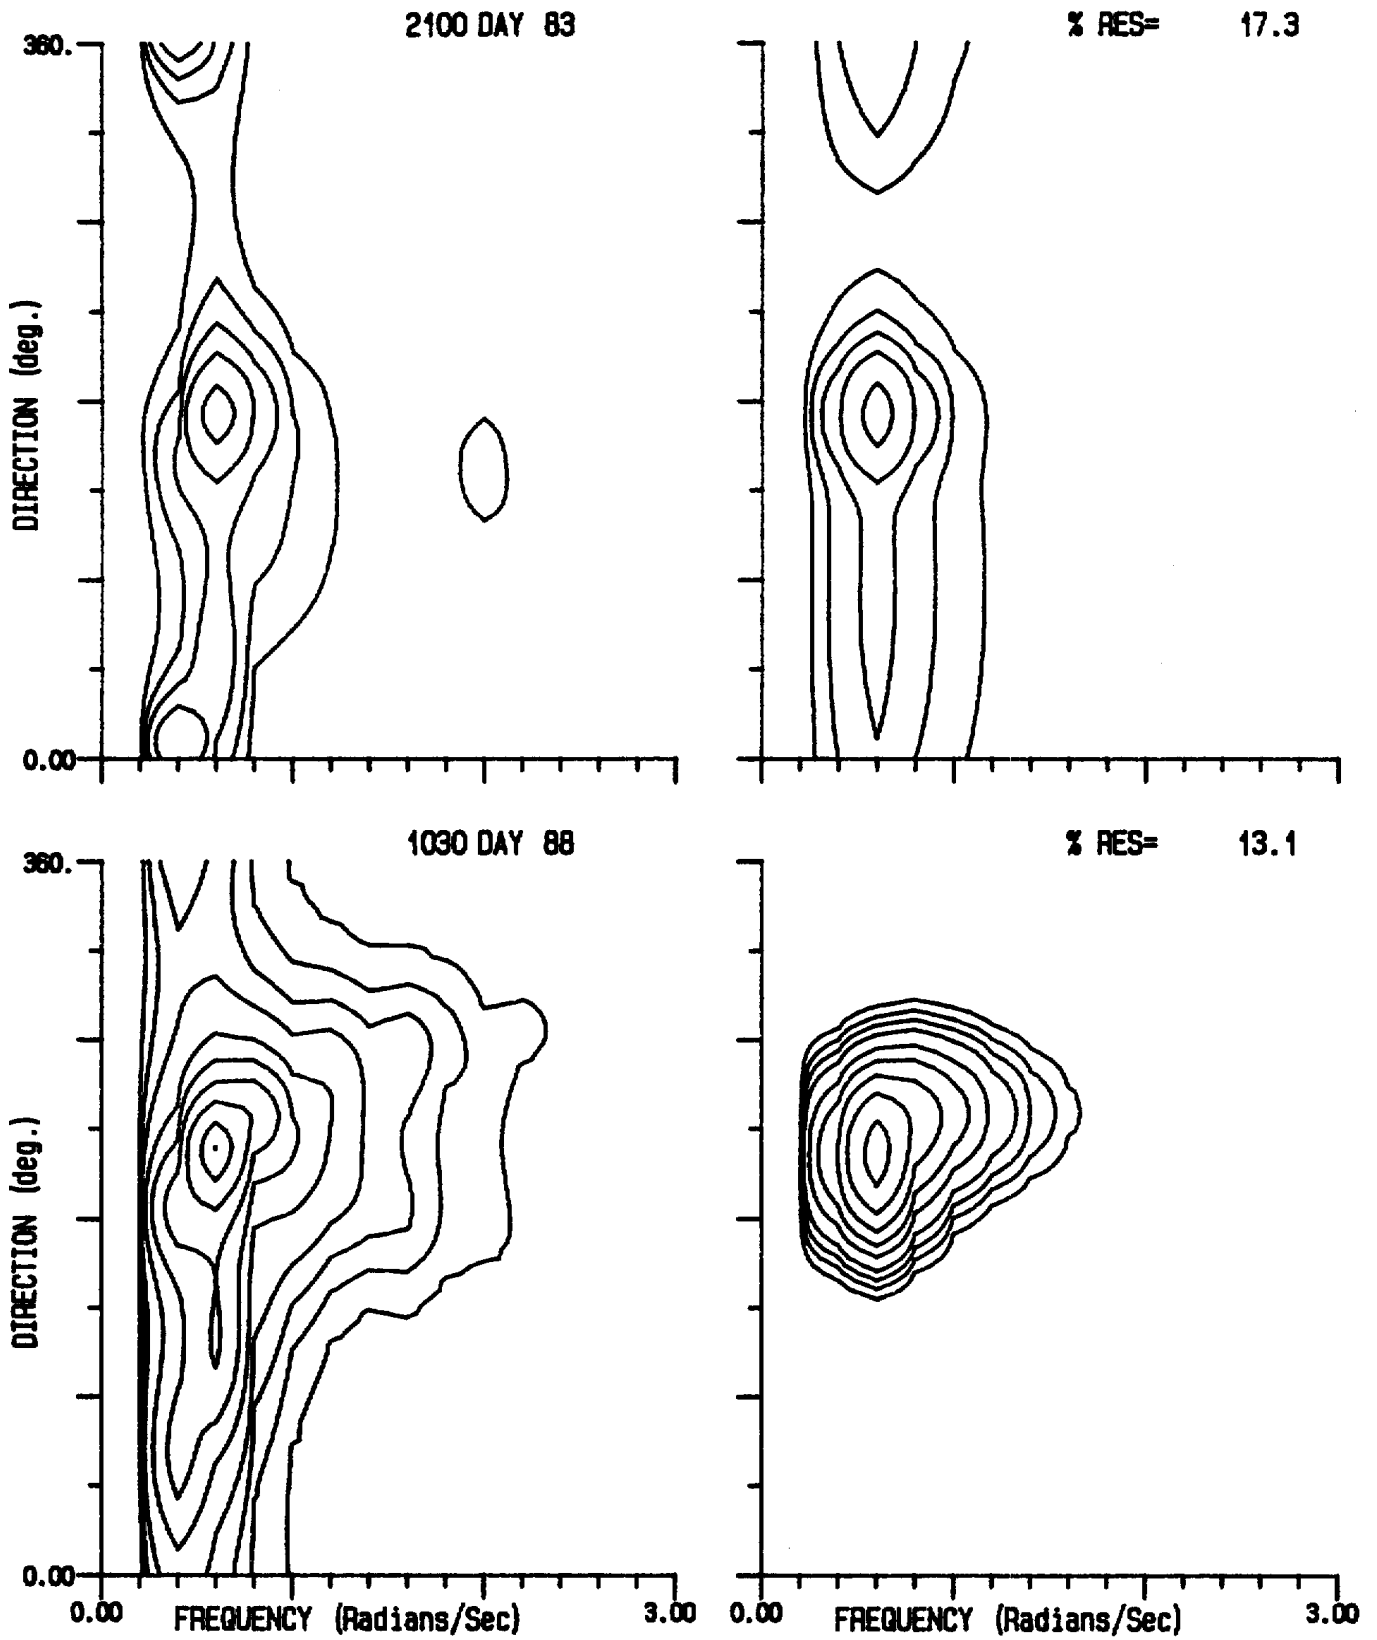 2100 DAY 83
% RES= 17.3
360.
DIRECTION (deg.)
0.00
1030 DAY 88
% RES= 13.1
360.
DIRECTION (deg.)
0.00
0.00 FREQUENCY (Radians/Sec) 3.00
0.00 FREQUENCY (Radians/Sec) 3.00